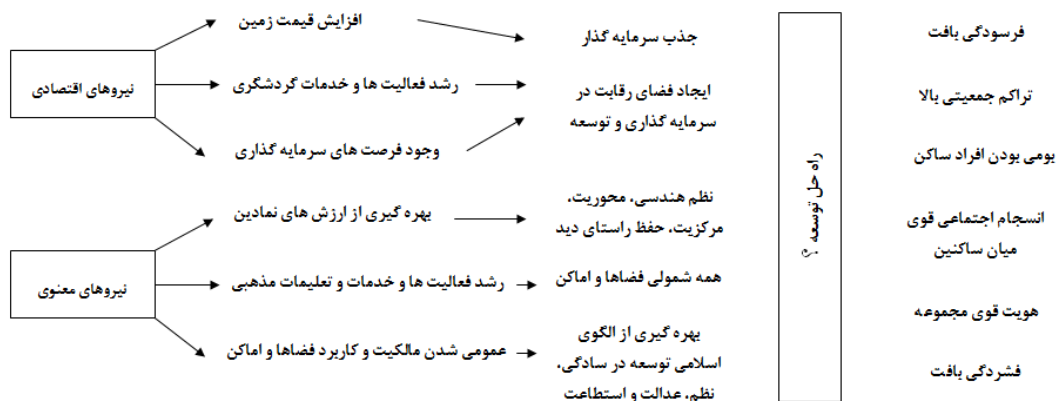 نیروهای اقتصادی
افزایش قیمت زمین
رشد فعالیت ها و خدمات گردشگری
وجود فرصت های سرمایه گذاری
جذب سرمایه گذار
ایجاد فضای رقابت در
سرمایه گذاری و توسعه
نیروهای معنوی
بهره گیری از ارزش های نمادین
رشد فعالیت ها و خدمات و تعلیمات مذهبی
عمومی شدن مالکیت و کاربرد فضاها و اماکن
نظم هندسی، محوریت،
مرکزیت، حفظ راستای دید
همه شمولی فضاها و اماکن
بهره گیری از الگوی
اسلامی توسعه در سادگی،
نظم، عدالت و استطاعت
راه حل توسعه ؟
فرسودگی بافت
تراکم جمعیتی بالا
بومی بودن افراد ساکن
انسجام اجتماعی قوی
میان ساکنین
هویت قوی مجموعه
فشردگی بافت